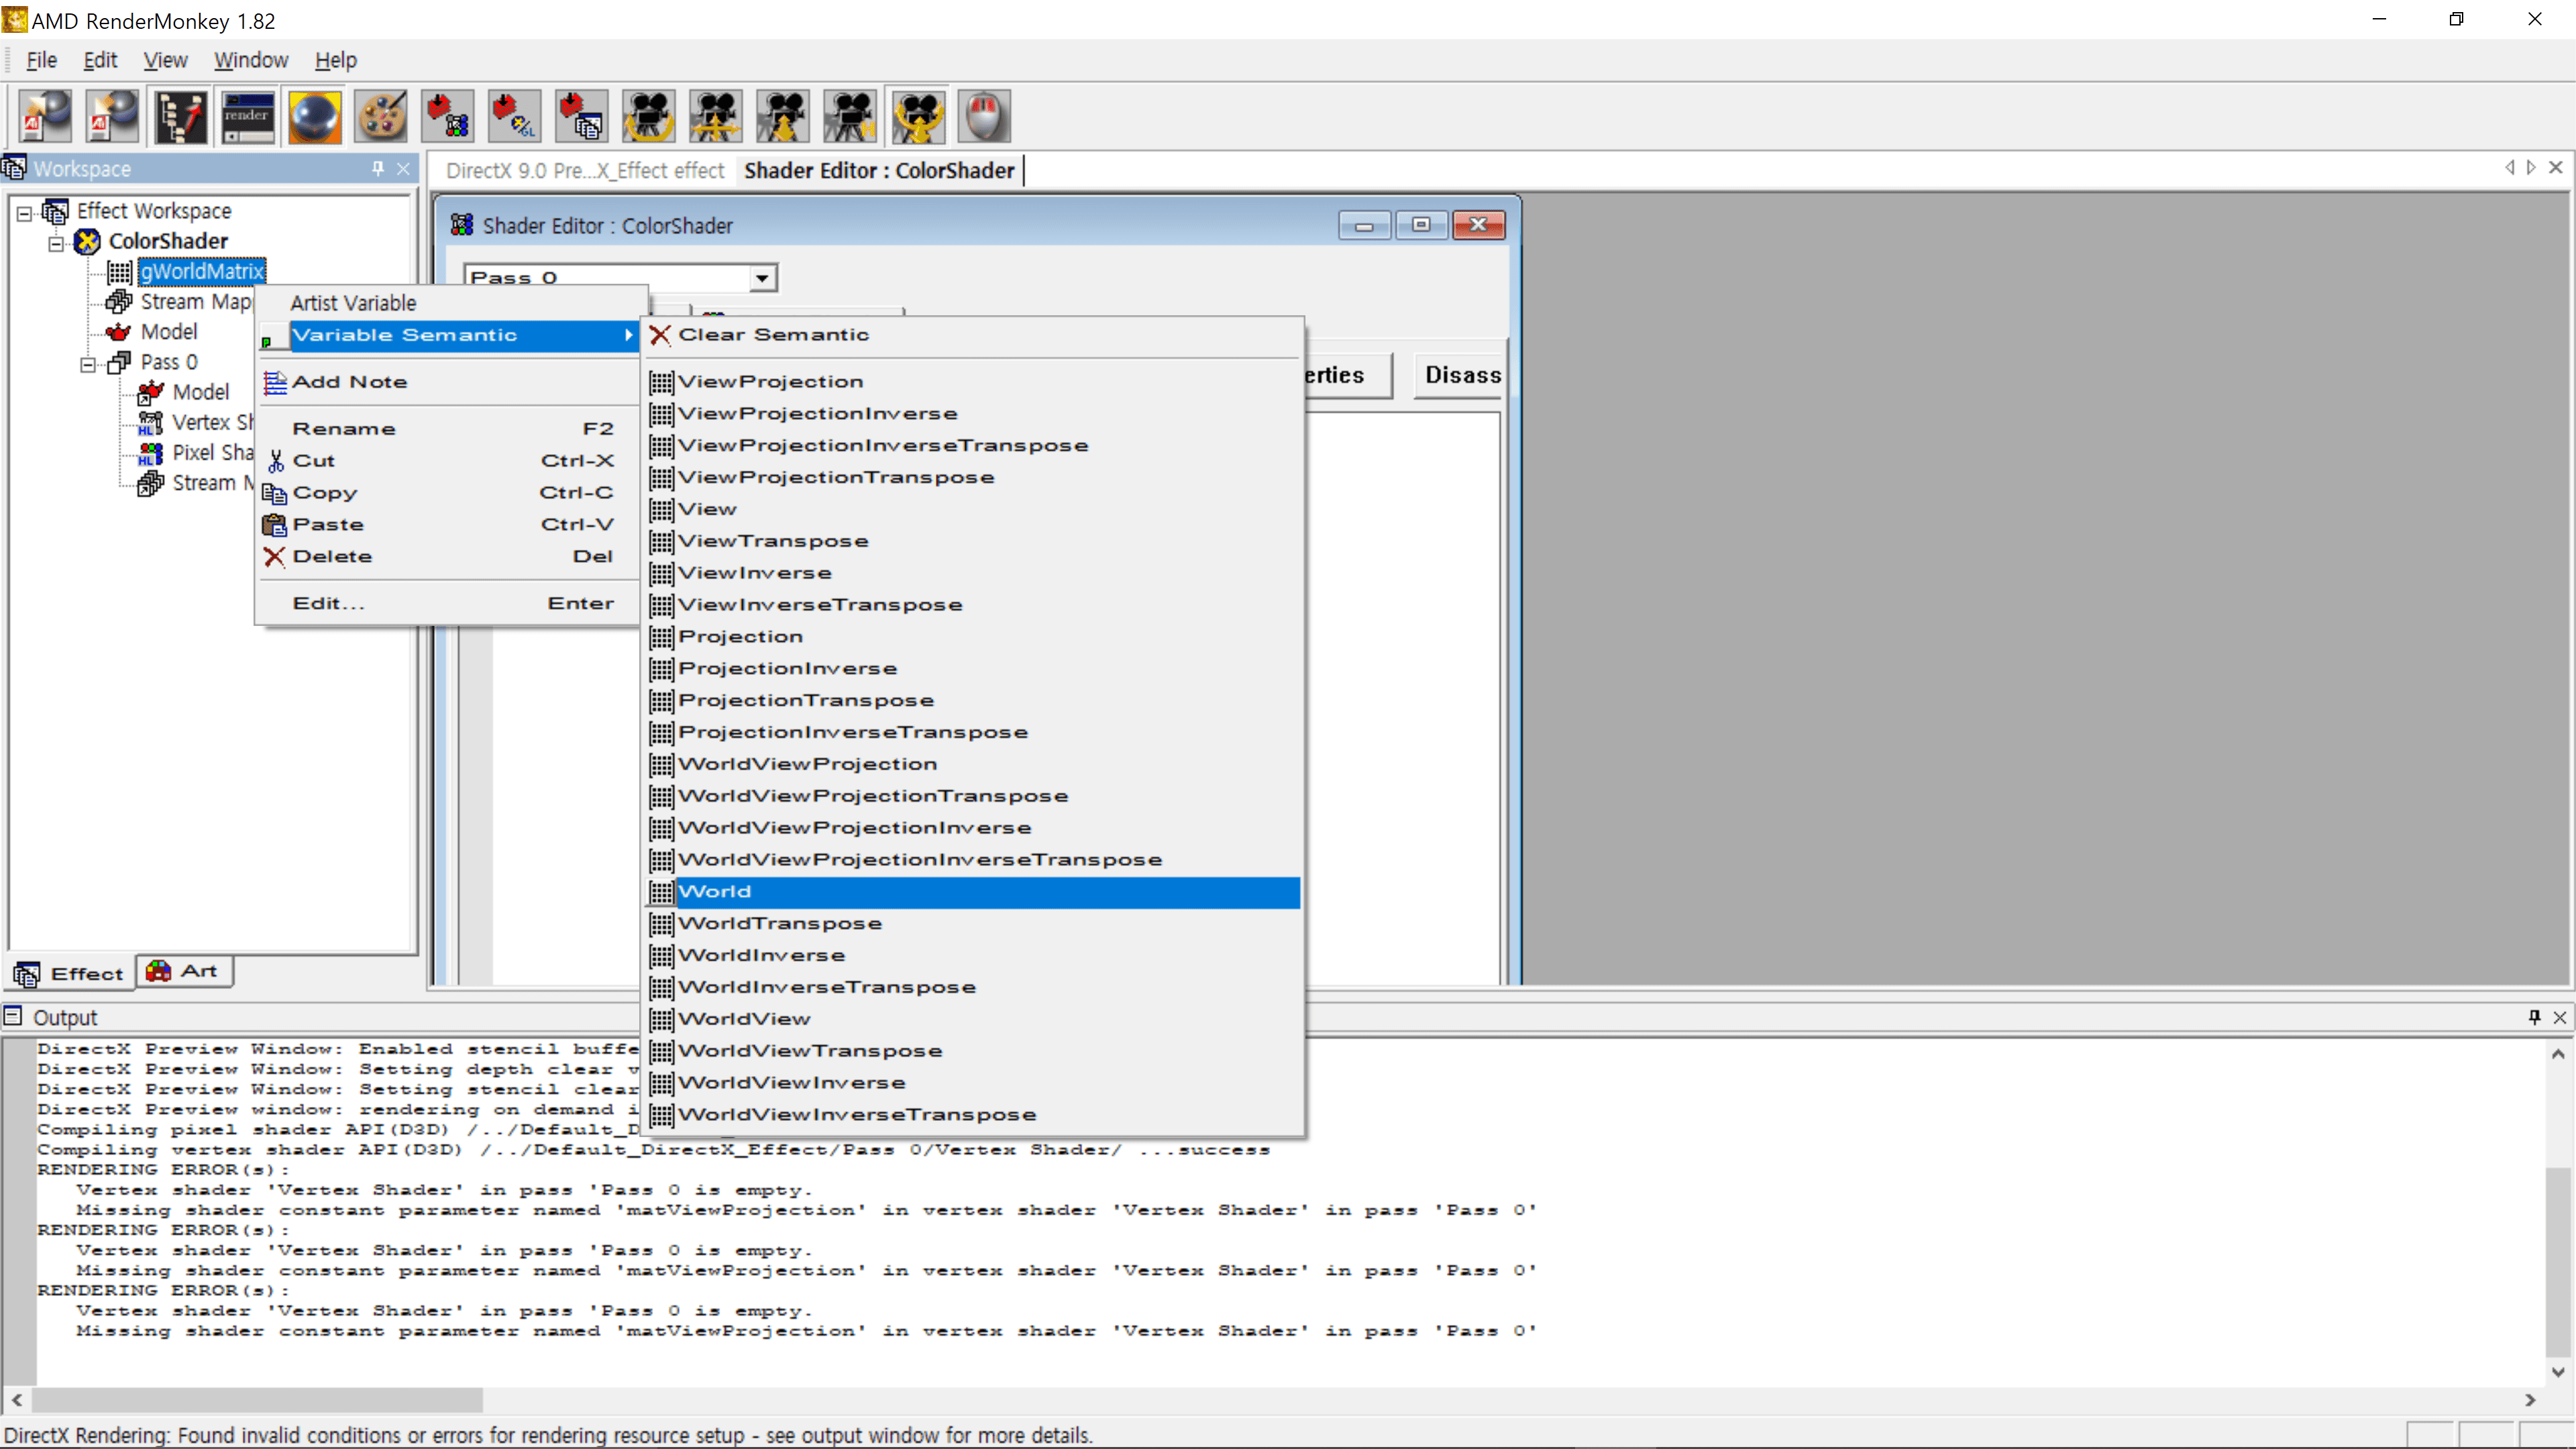 AMD RenderMonkey 1.82
File Edit View Window Help
render
GL
Workspace
DirectX 9.0 Pre...X_Effect effect Shader Editor : ColorShader
Effect Workspace
ColorShader
gWorldMatrix
Stream Map
Model
Pass 0
Model
Vertex Sh
Pixel Sha
Stream M
Effect Art
Shader Editor : ColorShader
Pass 0
erties Disass
Artist Variable
Variable Semantic
Add Note
Rename F2
Cut Ctrl-X
Copy Ctrl-C
Paste Ctrl-V
Delete Del
Edit... Enter
Clear Semantic
ViewProjection
ViewProjectionInverse
ViewProjectionInverseTranspose
ViewProjectionTranspose
View
ViewTranspose
ViewInverse
ViewInverseTranspose
Projection
ProjectionInverse
ProjectionTranspose
ProjectionInverseTranspose
WorldViewProjection
WorldViewProjectionTranspose
WorldViewProjectionInverse
WorldViewProjectionInverseTranspose
World
WorldTranspose
WorldInverse
WorldInverseTranspose
WorldView
WorldViewTranspose
WorldViewInverse
WorldViewInverseTranspose
Output
DirectX Preview Window: Enabled stencil buffe
DirectX Preview Window: Setting depth clear v
DirectX Preview Window: Setting stencil clear
DirectX Preview window: rendering on demand i
Compiling pixel shader API(D3D) /../Default_D
Compiling vertex shader API(D3D) /../Default_DirectX_Effect/Pass 0/Vertex Shader/ ...success
RENDERING ERROR(s):
Vertex shader 'Vertex Shader' in pass 'Pass 0 is empty.
Missing shader constant parameter named 'matViewProjection' in vertex shader 'Vertex Shader' in pass 'Pass 0'
RENDERING ERROR(s):
Vertex shader 'Vertex Shader' in pass 'Pass 0 is empty.
Missing shader constant parameter named 'matViewProjection' in vertex shader 'Vertex Shader' in pass 'Pass 0'
RENDERING ERROR(s):
Vertex shader 'Vertex Shader' in pass 'Pass 0 is empty.
Missing shader constant parameter named 'matViewProjection' in vertex shader 'Vertex Shader' in pass 'Pass 0'
DirectX Rendering: Found invalid conditions or errors for rendering resource setup - see output window for more details.